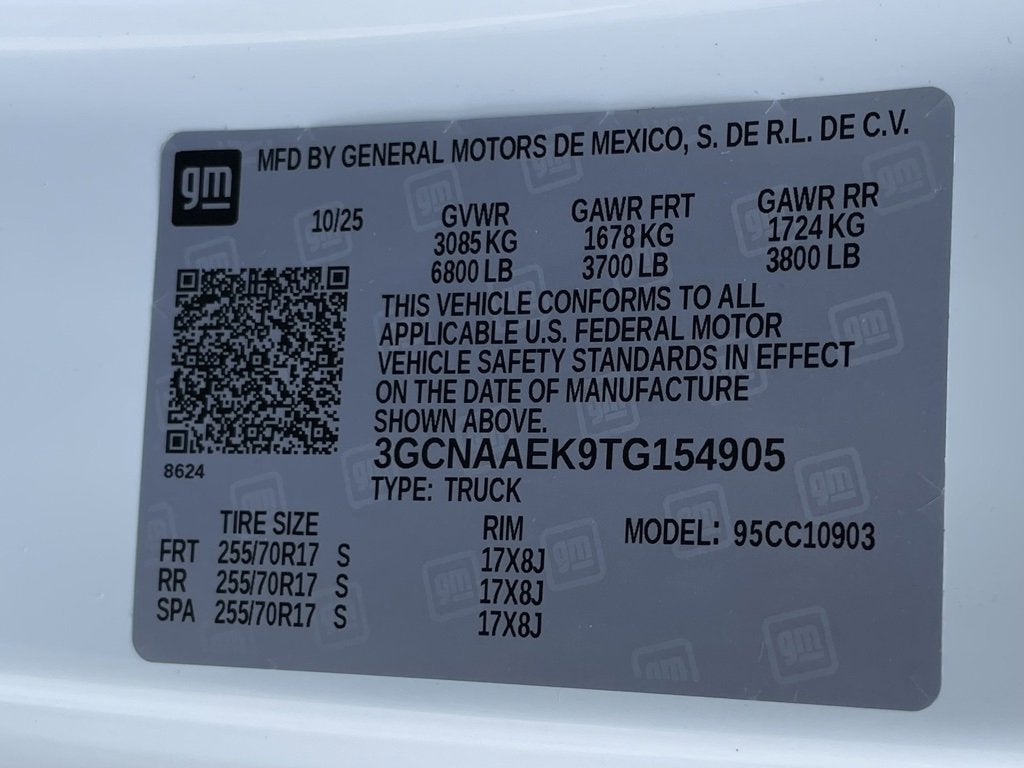 gm MFD BY GENERAL MOTORS DE MEXICO, S. DE R.L. DE C.V.
10/25 GVWR GAWR FRT GAWR RR
3085 KG 1678 KG 1724 KG
6800 LB 3700 LB 3800 LB
THIS VEHICLE CONFORMS TO ALL
APPLICABLE U.S. FEDERAL MOTOR
VEHICLE SAFETY STANDARDS IN EFFECT
ON THE DATE OF MANUFACTURE
SHOWN ABOVE.
3GCNAAEK9TG154905
8624
TYPE: TRUCK
TIRE SIZE RIM MODEL: 95CC10903
FRT 255/70R17 S 17X8J
RR 255/70R17 S 17X8J
SPA 255/70R17 S 17X8J